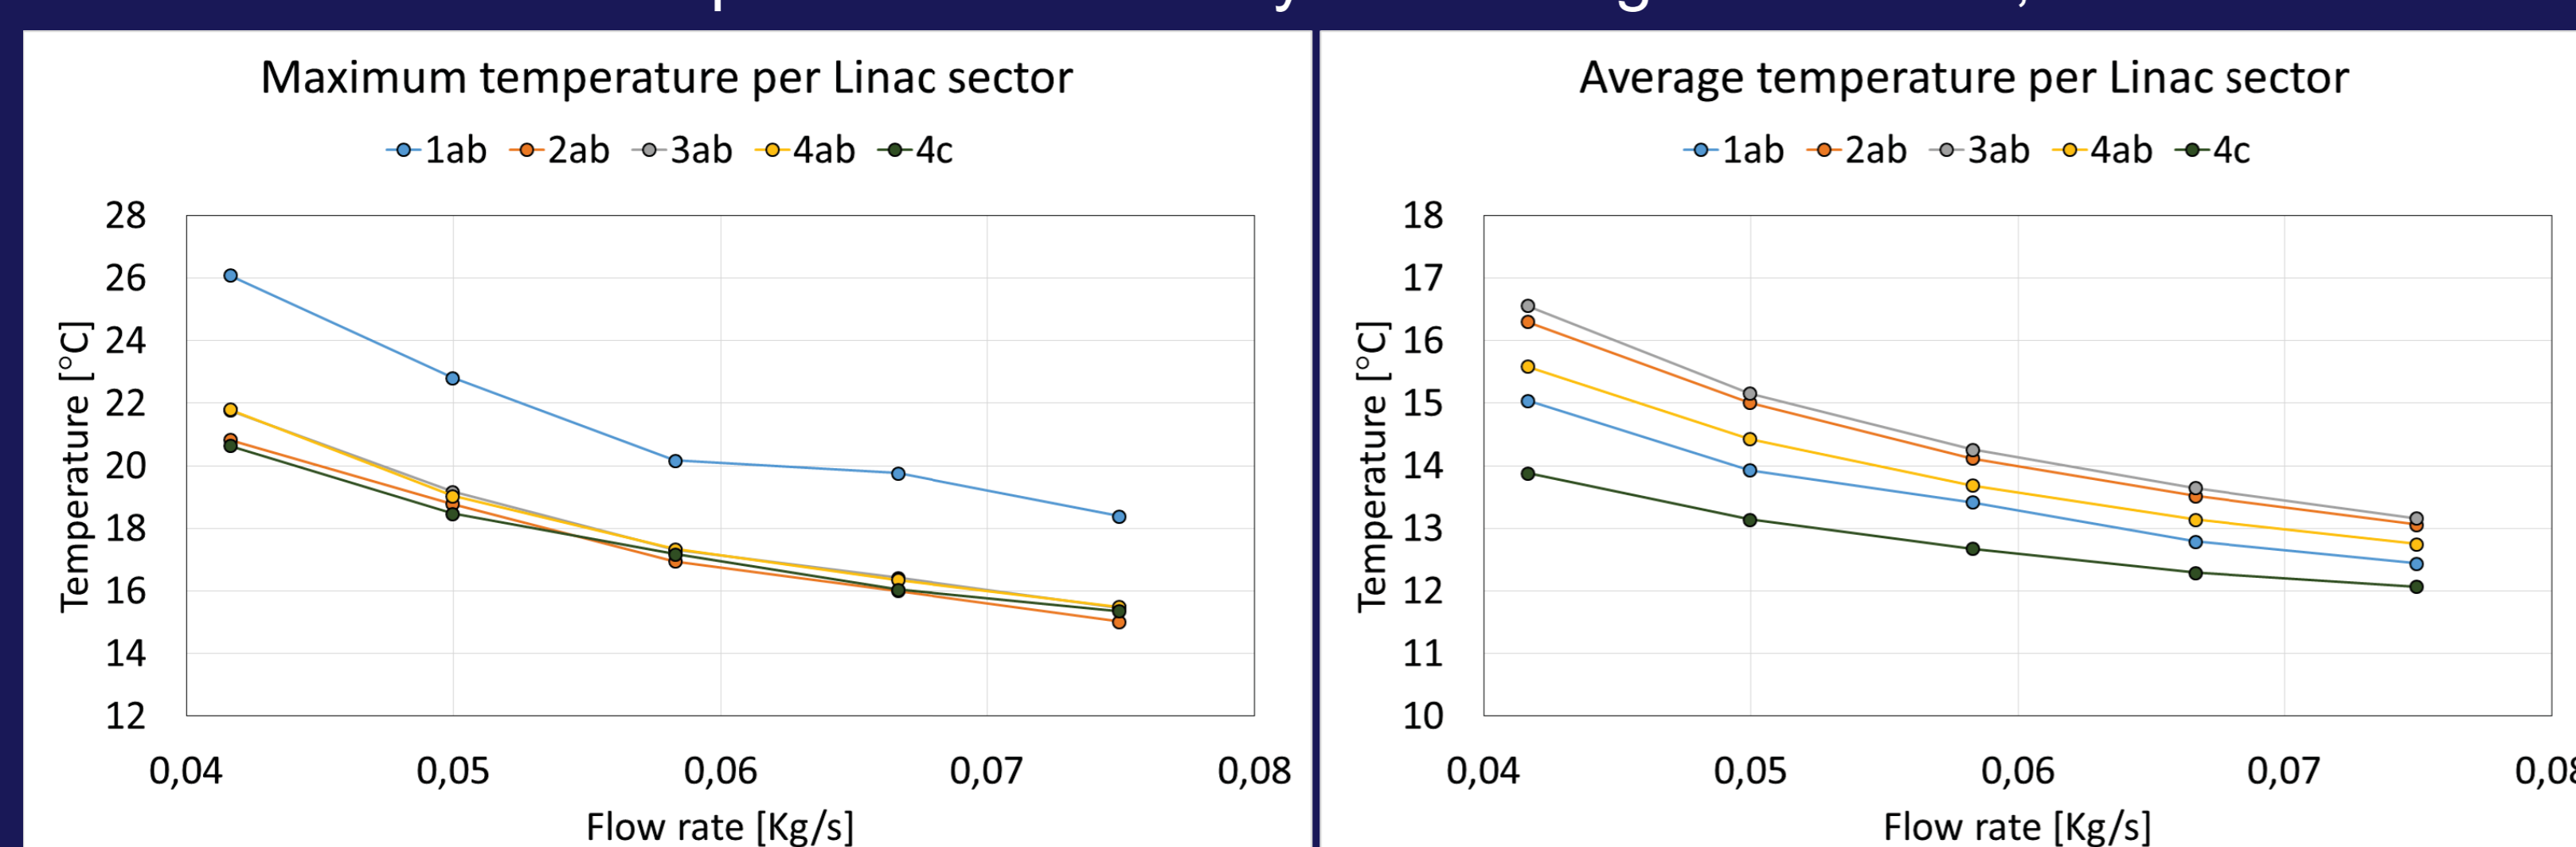 Maximum temperature per Linac sector
1ab 2ab 3ab 4ab 4c
28
26
24
22
20
18
16
14
12
Temperature [°C]
0,04 0,05 0,06 0,07 0,08
Flow rate [Kg/s]
Average temperature per Linac sector
1ab 2ab 3ab 4ab 4c
18
17
16
15
14
13
12
11
10
Temperature [°C]
0,04 0,05 0,06 0,07 0,08
Flow rate [Kg/s]